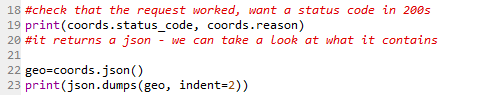 18 #check that the request worked, want a status code in 200s
19 print(coords.status_code, coords.reason)
20 #it returns a json - we can take a look at what it contains
21
22 geo=coords.json()
23 print(json.dumps(geo, indent=2))